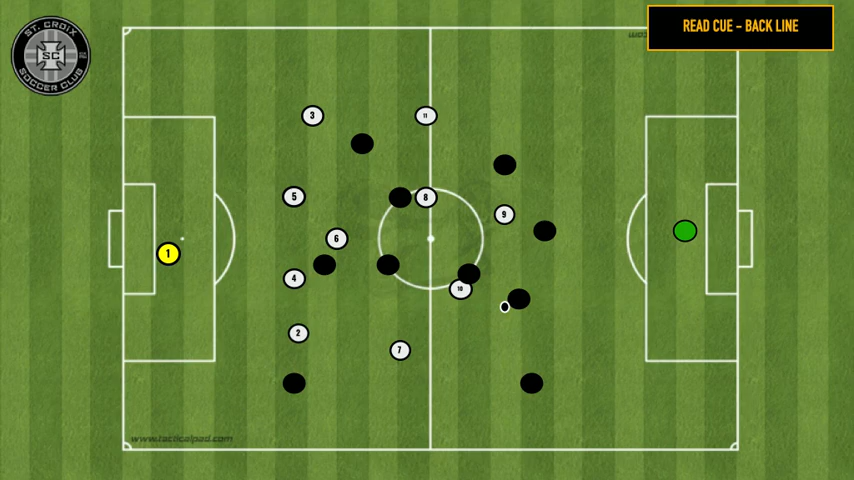 ST. CROIX
SC
SOCCER CLUB
READ CUE - BACK LINE
3
11
5
8
9
6
1
4
10
2
7
www.tacticalpad.com